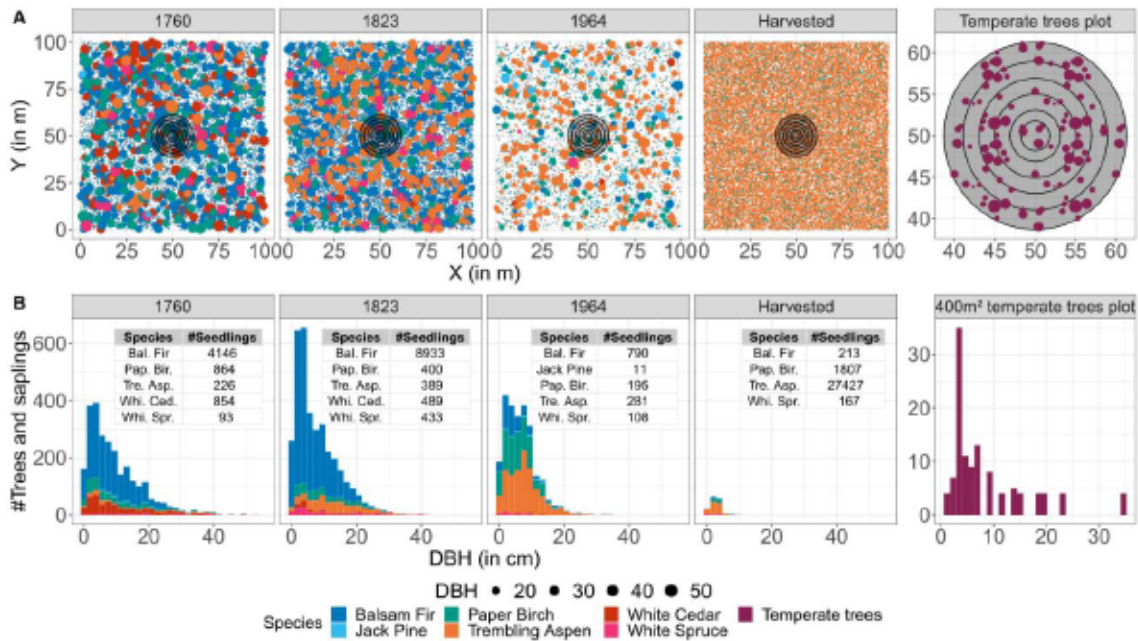 A
1760 1823 1964 Harvested Temperate trees plot
100
75
50
25
0
Y (in m)
0 25 50 75 100 0 25 50 75 100 0 25 50 75 100 0 25 50 75 100
X (in m)
60
55
50
45
40
40 45 50 55 60
B
1760 1823 1964 Harvested 400m² temperate trees plot
#Trees and saplings
600
400
200
0
Species #Seedlings
Bal. Fir 4146
Pap. Bir. 864
Tre. Asp. 226
Whi. Ced. 854
Whi. Spr. 93
Species #Seedlings
Bal. Fir 8933
Pap. Bir. 400
Tre. Asp. 389
Whi. Ced. 489
Whi. Spr. 433
Species #Seedlings
Bal. Fir 790
Jack Pine 11
Pap. Bir. 195
Tre. Asp. 281
Whi. Spr. 108
Species #Seedlings
Bal. Fir 213
Pap. Bir. 1807
Tre. Asp. 27427
Whi. Spr. 167
30
20
10
0
0 20 40 0 20 40 0 20 40 0 20 40 0 10 20 30
DBH (in cm)
DBH 20 30 40 50
Species Balsam Fir Paper Birch White Cedar Temperate trees
Jack Pine Trembling Aspen White Spruce